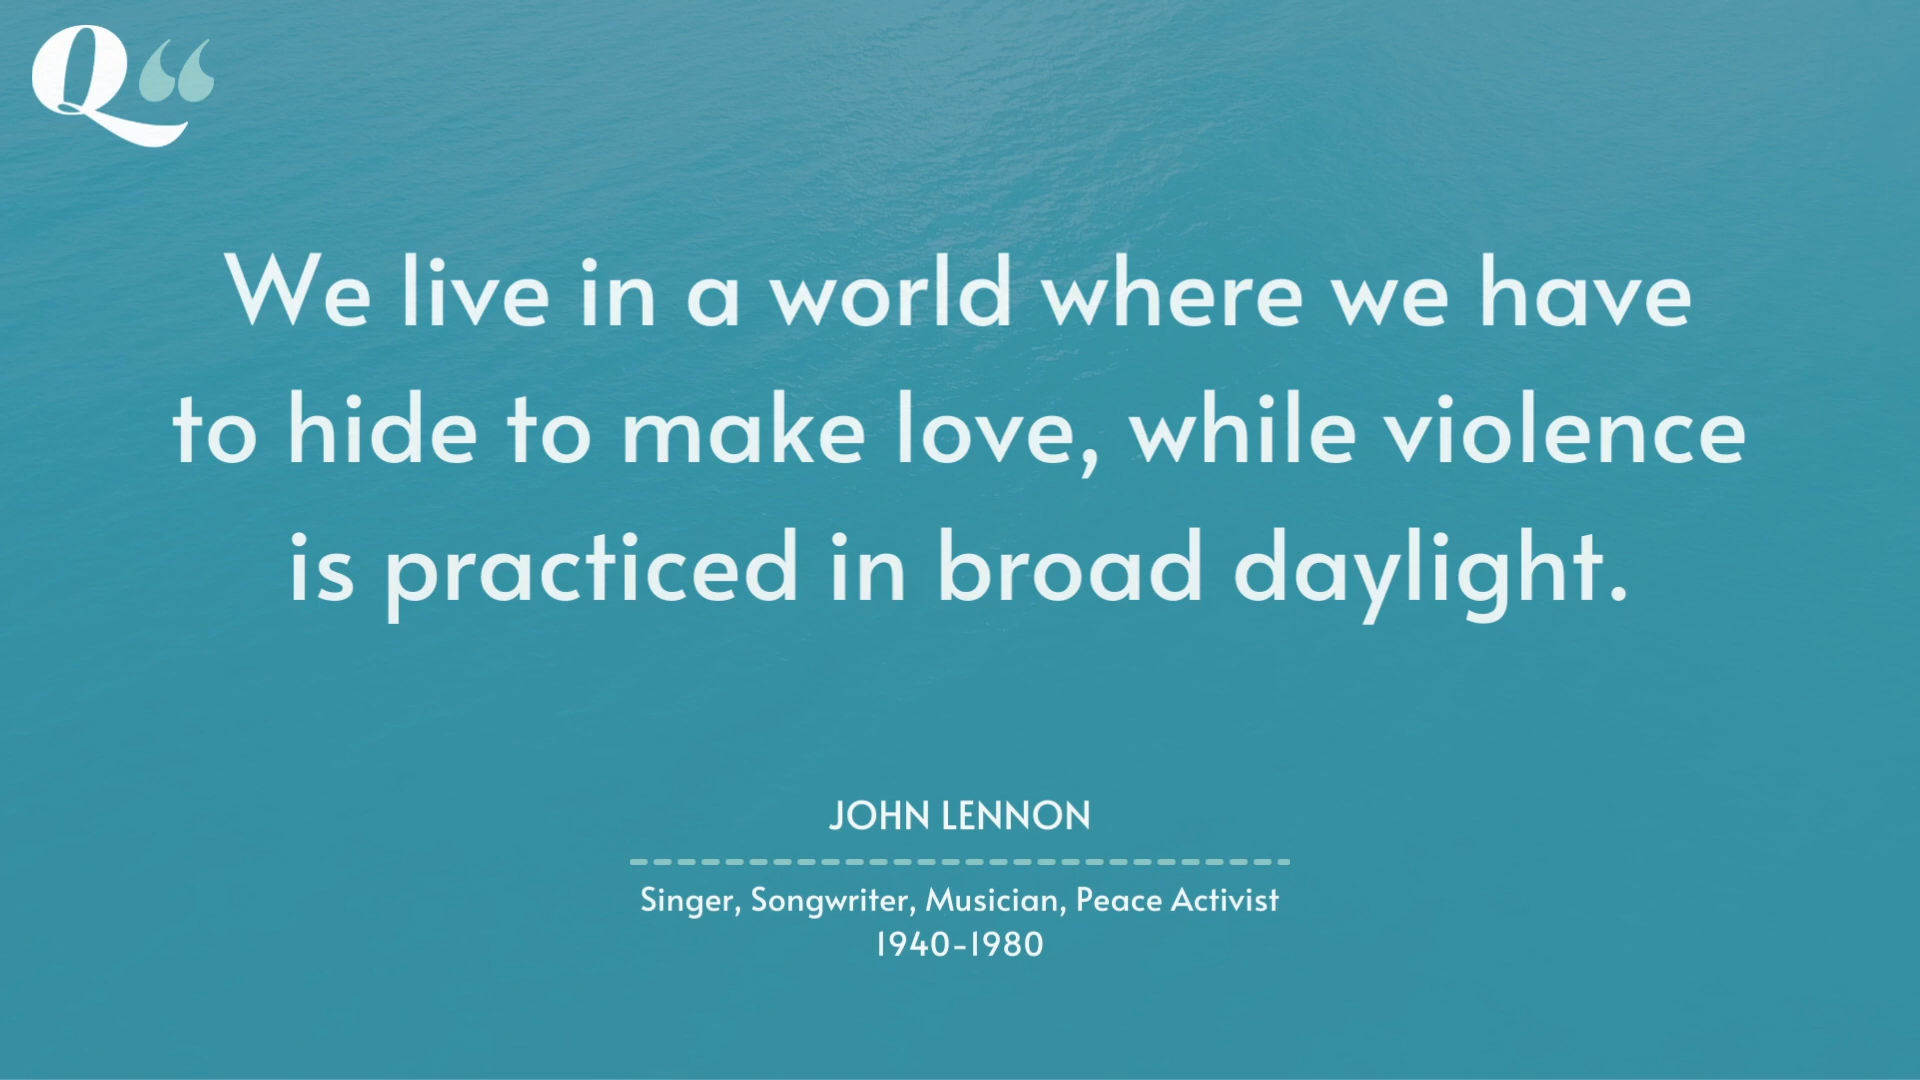 Q“
We live in a world where we have
to hide to make love, while violence
is practiced in broad daylight.
JOHN LENNON
Singer, Songwriter, Musician, Peace Activist
1940-1980